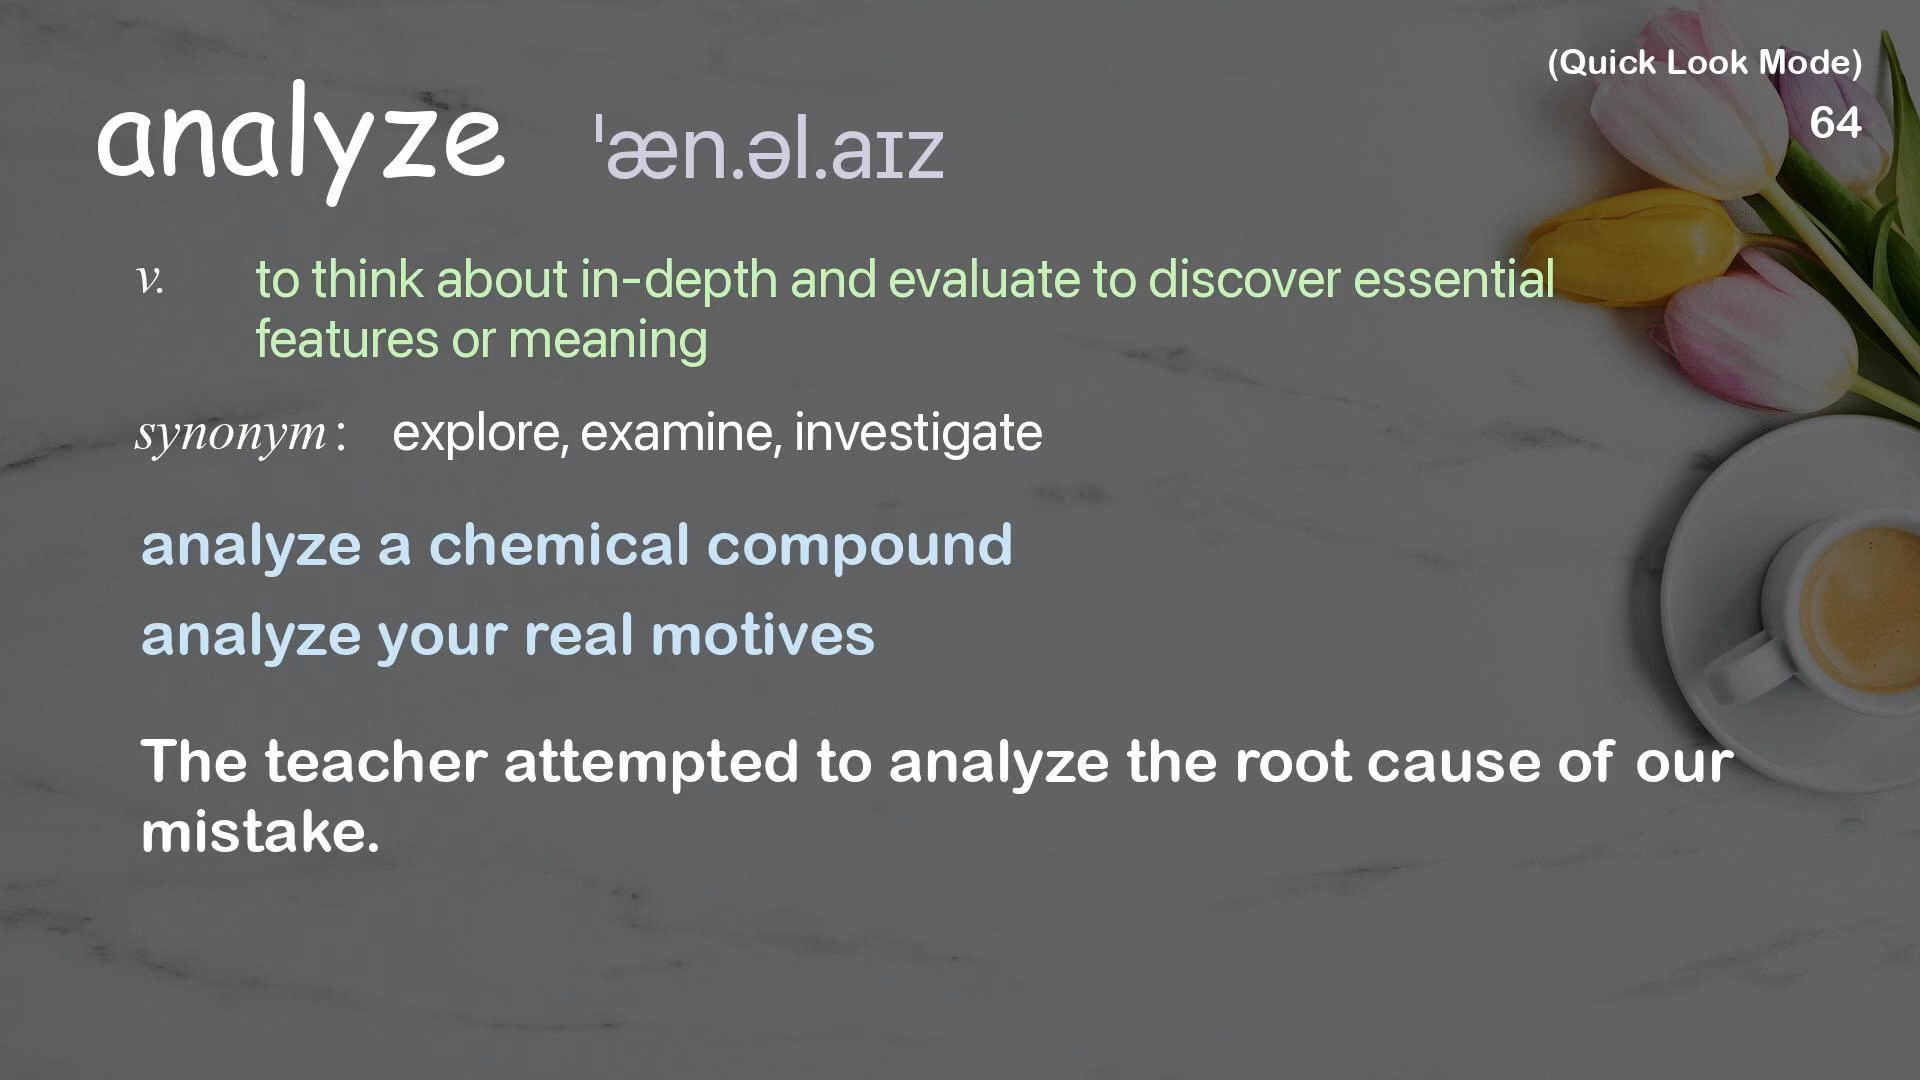 (Quick Look Mode)
64
analyze ˈæn.əl.aɪz
v. to think about in-depth and evaluate to discover essential
features or meaning
synonym: explore, examine, investigate
analyze a chemical compound
analyze your real motives
The teacher attempted to analyze the root cause of our
mistake.